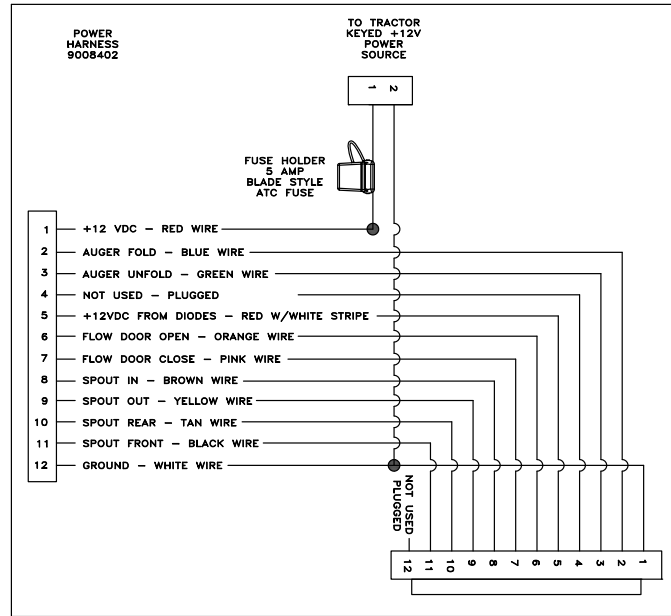 POWER
HARNESS
9008402
TO TRACTOR
KEYED +12V
POWER
SOURCE
1
2
FUSE HOLDER
5 AMP
BLADE STYLE
ATC FUSE
1 +12 VDC – RED WIRE
2 AUGER FOLD – BLUE WIRE
3 AUGER UNFOLD – GREEN WIRE
4 NOT USED – PLUGGED
5 +12VDC FROM DIODES – RED W/WHITE STRIPE
6 FLOW DOOR OPEN – ORANGE WIRE
7 FLOW DOOR CLOSE – PINK WIRE
8 SPOUT IN – BROWN WIRE
9 SPOUT OUT – YELLOW WIRE
10 SPOUT REAR – TAN WIRE
11 SPOUT FRONT – BLACK WIRE
12 GROUND – WHITE WIRE
NOT USED
PLUGGED
12 11 10 9 8 7 6 5 4 3 2 1